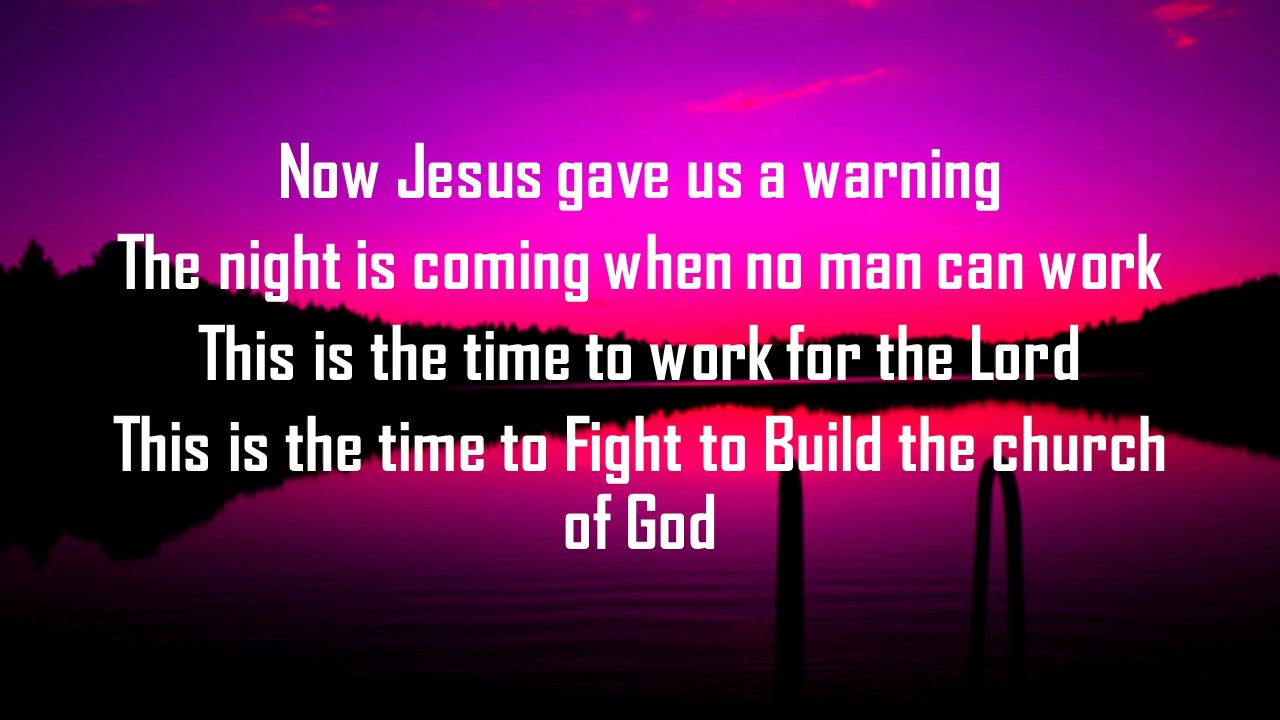 Now Jesus gave us a warning
The night is coming when no man can work
This is the time to work for the Lord
This is the time to Fight to Build the church
of God